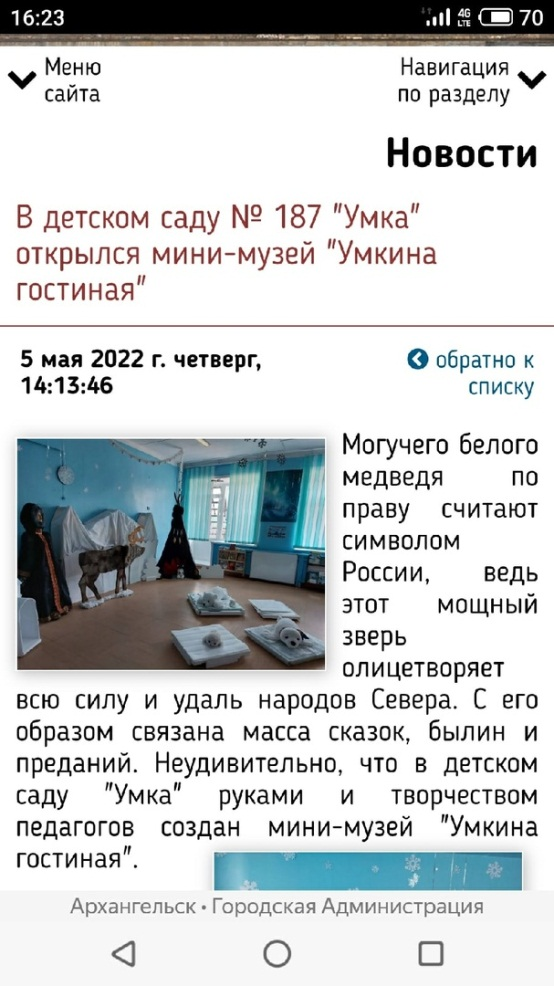 16:23
4G
LTE
70
Меню
сайта
Навигация
по разделу
Новости
В детском саду № 187 "Умка"
открылся мини-музей "Умкина
гостиная"
5 мая 2022 г. четверг,
14:13:46
обратно к
списку
Могучего белого
медведя по
праву считают
символом
России, ведь
этот мощный
зверь
олицетворяет
всю силу и удаль народов Севера. С его
образом связана масса сказок, былин и
преданий. Неудивительно, что в детском
саду "Умка" руками и творчеством
педагогов создан мини-музей "Умкина
гостиная".
Архангельск • Городская Администрация